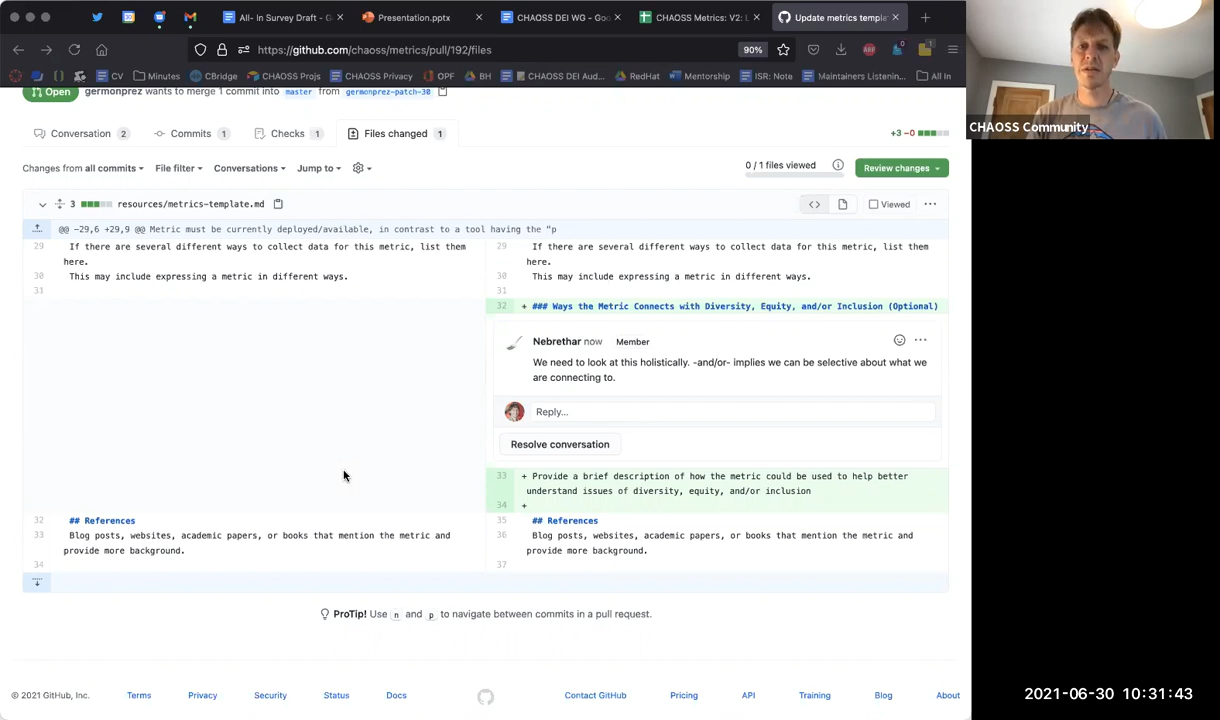 All- In Survey Draft - G
Presentation.pptx
CHAOSS DEI WG - Goo
CHAOSS Metrics: V2: L
Update metrics templa
https://github.com/chaoss/metrics/pull/192/files
90%
CV
Minutes
CBridge
CHAOSS Projs
CHAOSS Privacy
OPF
BH
CHAOSS DEI Aud...
RedHat
Mentorship
ISR: Note
Maintainers Listenin...
All In
Open
germonprez wants to merge 1 commit into master from germonprez-patch-30
Conversation 2
Commits 1
Checks 1
Files changed 1
+3 −0
Changes from all commits
File filter
Conversations
Jump to
0 / 1 files viewed
Review changes
3 resources/metrics-template.md
Viewed
@@ -29,6 +29,9 @@ Metric must be currently deployed/available, in contrast to a tool having the "p
29 If there are several different ways to collect data for this metric, list them
here.
30 This may include expressing a metric in different ways.
31
32 ## References
33 Blog posts, websites, academic papers, or books that mention the metric and
provide more background.
34
29 If there are several different ways to collect data for this metric, list them
here.
30 This may include expressing a metric in different ways.
31
32 + ### Ways the Metric Connects with Diversity, Equity, and/or Inclusion (Optional)
Nebrethar now Member
We need to look at this holistically. -and/or- implies we can be selective about what we
are connecting to.
Reply...
Resolve conversation
33 + Provide a brief description of how the metric could be used to help better
understand issues of diversity, equity, and/or inclusion
34 +
35 ## References
36 Blog posts, websites, academic papers, or books that mention the metric and
provide more background.
37
ProTip! Use n and p to navigate between commits in a pull request.
© 2021 GitHub, Inc.
Terms
Privacy
Security
Status
Docs
Contact GitHub
Pricing
API
Training
Blog
About
CHAOSS Community
2021-06-30 10:31:43